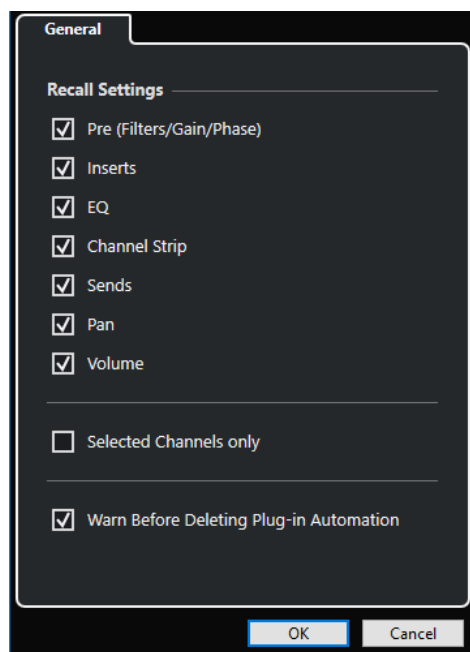 General
Recall Settings
Pre (Filters/Gain/Phase)
Inserts
EQ
Channel Strip
Sends
Pan
Volume
Selected Channels only
Warn Before Deleting Plug-in Automation
OK Cancel